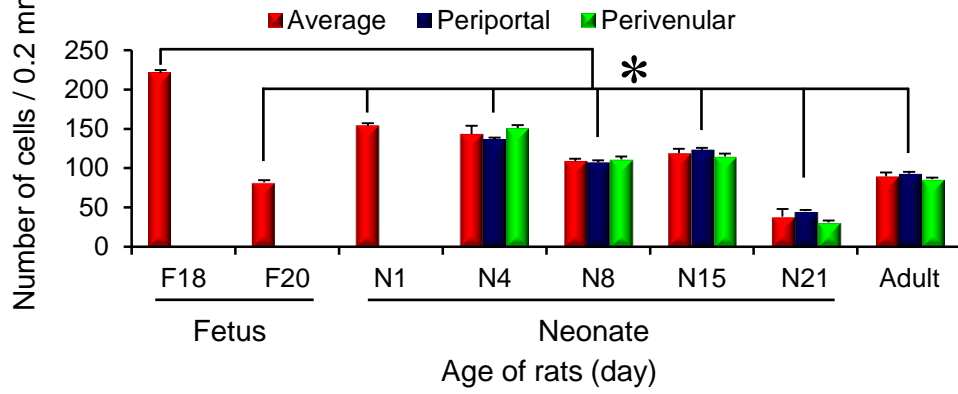 Average Periportal Perivenular
Number of cells / 0.2
250
200
150
100
50
0
*
F18 F20 N1 N4 N8 N15 N21 Adult
Fetus Neonate
Age of rats (day)